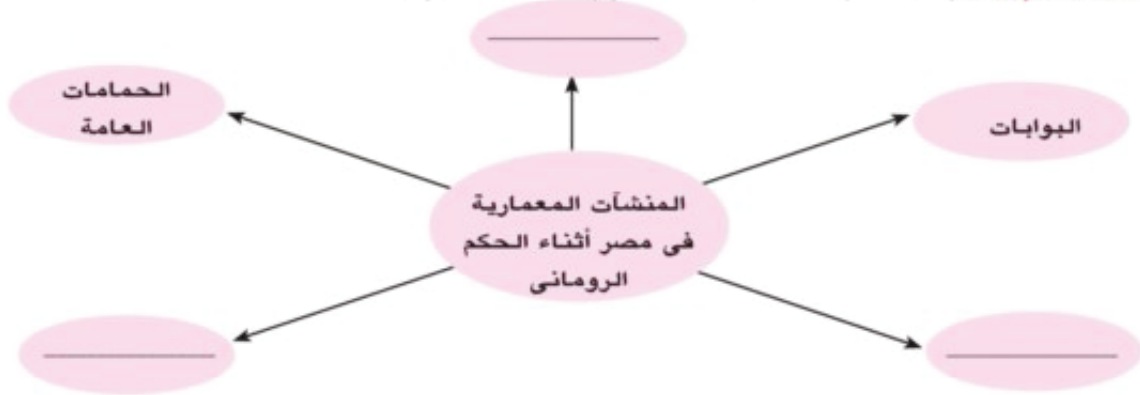 البوابات
الحمامات
العامة
المنشآت المعمارية
فى مصر أثناء الحكم
الرومانى